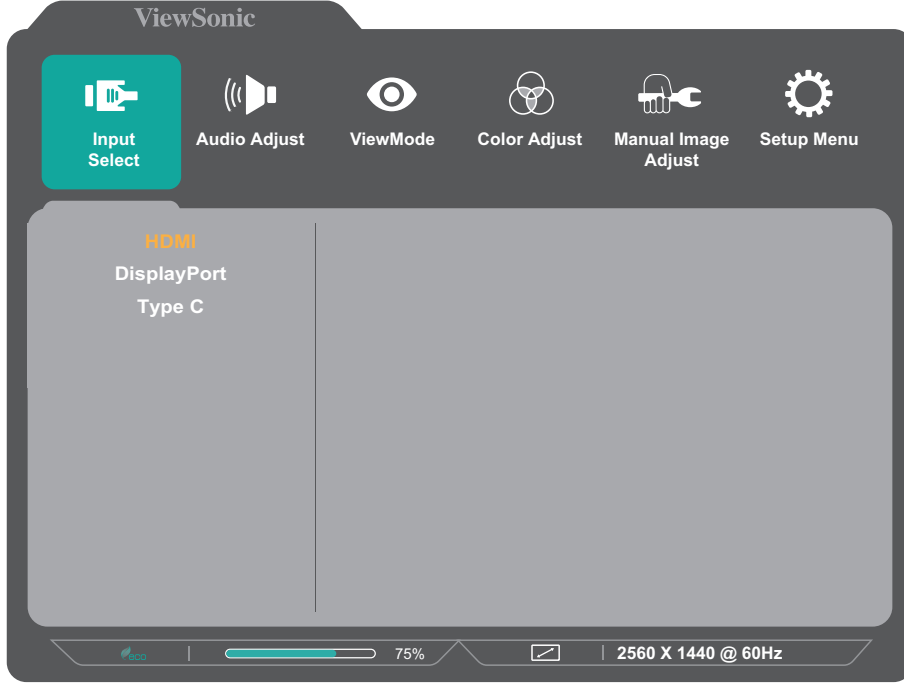 ViewSonic
Input
Select
Audio Adjust
ViewMode
Color Adjust
Manual Image
Adjust
Setup Menu
HDMI
DisplayPort
Type C
eco
75%
2560 X 1440 @ 60Hz